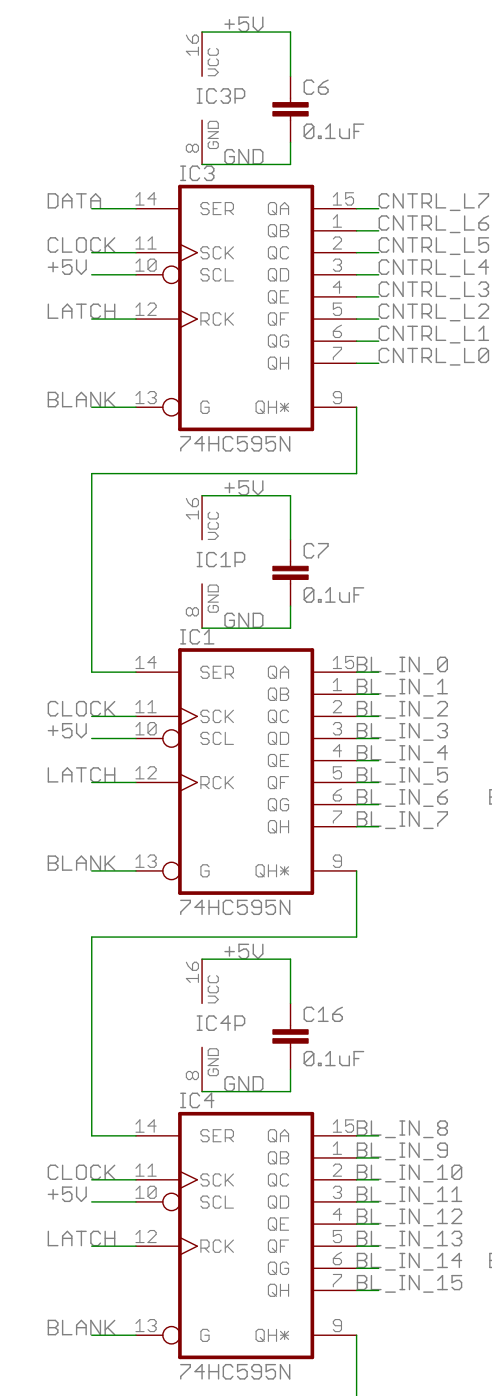 +5V
16 VCC
IC3P
C6
0.1uF
8 GND
GND
IC3
DATA 14 SER QA 15 CNTRL_L7
QB 1 CNTRL_L6
CLOCK 11 SCK QC 2 CNTRL_L5
+5V 10 SCL QD 3 CNTRL_L4
QE 4 CNTRL_L3
LATCH 12 RCK QF 5 CNTRL_L2
QG 6 CNTRL_L1
QH 7 CNTRL_L0
BLANK 13 G QH* 9
74HC595N
+5V
16 VCC
IC1P
C7
0.1uF
8 GND
GND
IC1
14 SER QA 15 BL_IN_0
QB 1 BL_IN_1
CLOCK 11 SCK QC 2 BL_IN_2
+5V 10 SCL QD 3 BL_IN_3
QE 4 BL_IN_4
LATCH 12 RCK QF 5 BL_IN_5
QG 6 BL_IN_6
QH 7 BL_IN_7
BLANK 13 G QH* 9
74HC595N
+5V
16 VCC
IC4P
C16
0.1uF
8 GND
GND
IC4
14 SER QA 15 BL_IN_8
QB 1 BL_IN_9
CLOCK 11 SCK QC 2 BL_IN_10
+5V 10 SCL QD 3 BL_IN_11
QE 4 BL_IN_12
LATCH 12 RCK QF 5 BL_IN_13
QG 6 BL_IN_14
QH 7 BL_IN_15
BLANK 13 G QH* 9
74HC595N